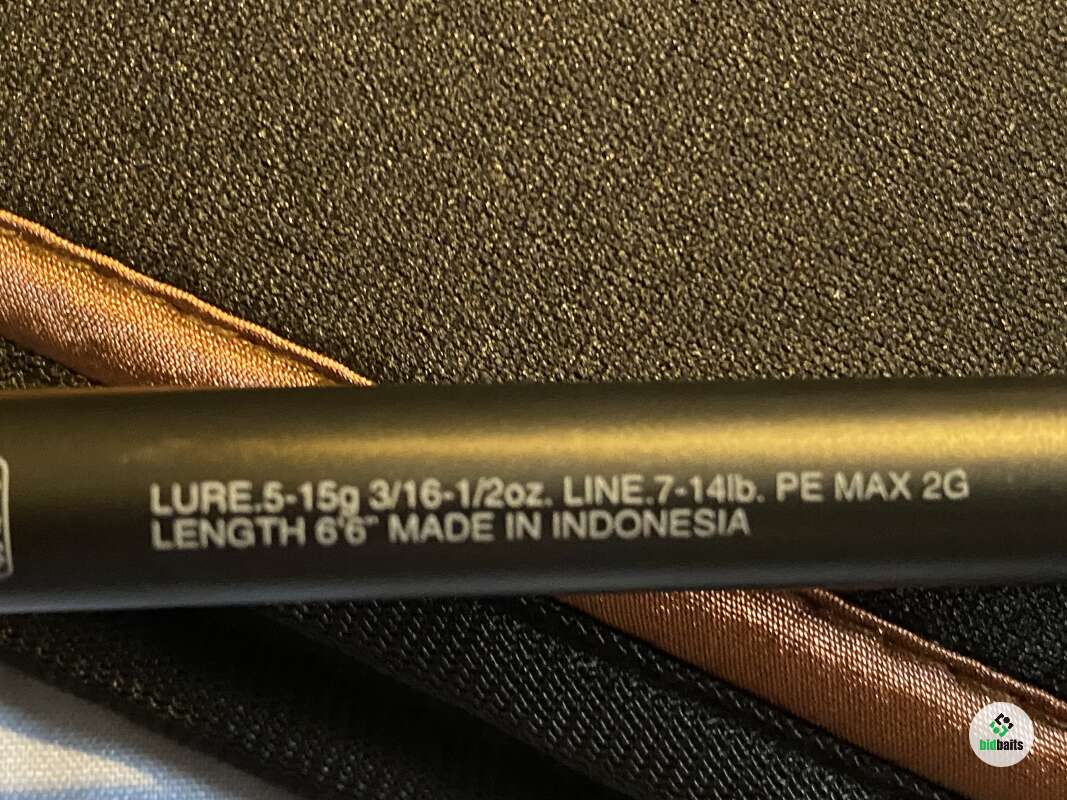 LURE.5-15g 3/16-1/2oz. LINE.7-14lb. PE MAX 2G
LENGTH 6'6" MADE IN INDONESIA
bidbaits